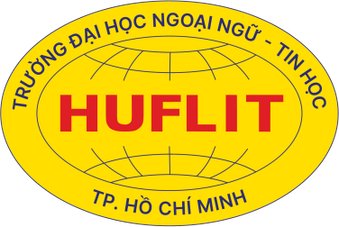 TRƯỜNG ĐẠI HỌC NGOẠI NGỮ - TIN HỌC
HUFLIT
TP. HỒ CHÍ MINH